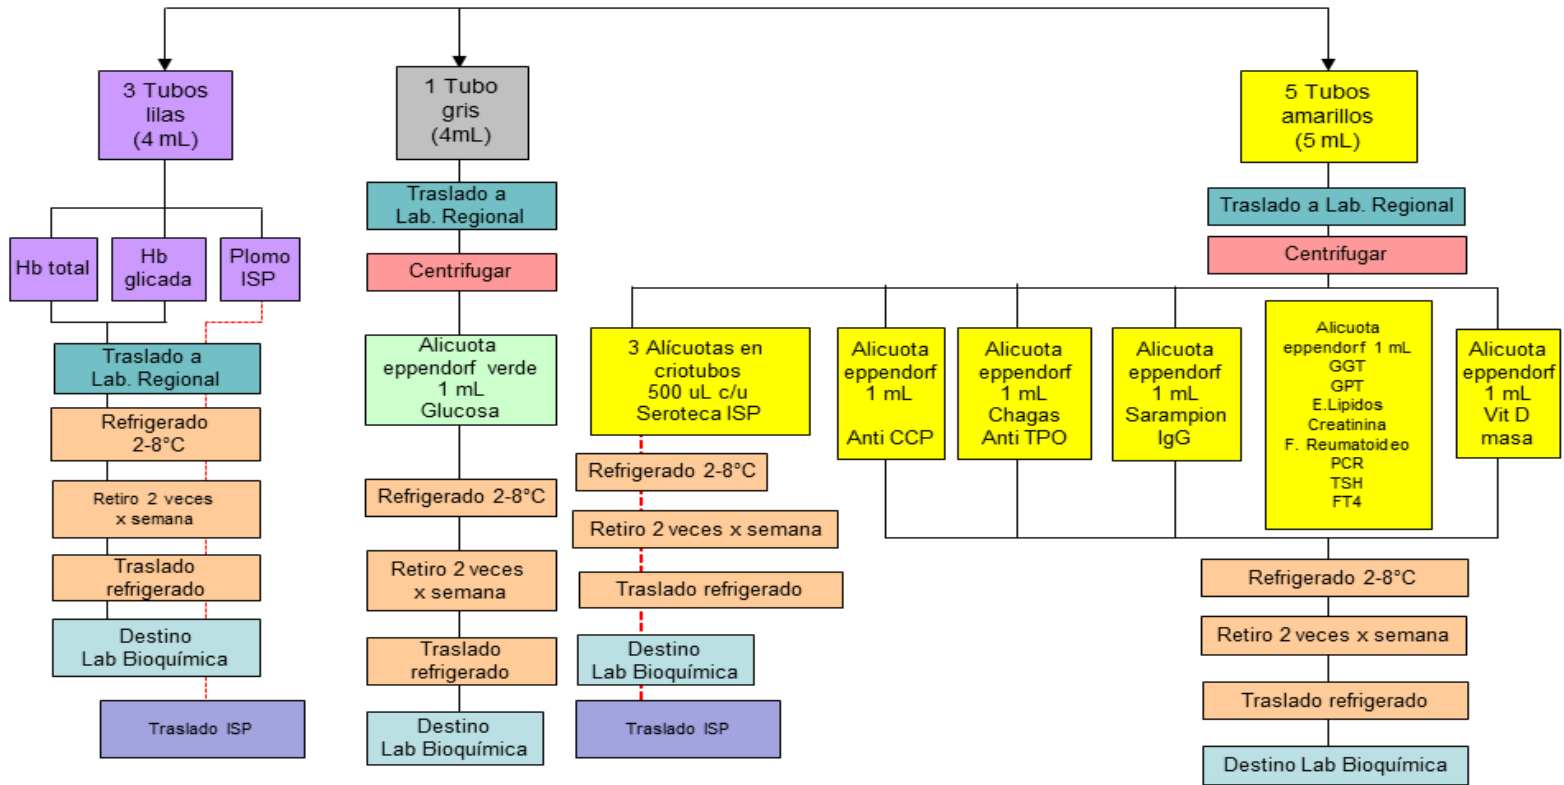 3 Tubos
lilas
(4 mL)
Hb total
Hb
glicada
Plomo
ISP
Traslado a
Lab. Regional
Refrigerado
2-8°C
Retiro 2 veces
x semana
Traslado
refrigerado
Destino
Lab Bioquímica
Traslado ISP
1 Tubo
gris
(4mL)
Traslado a
Lab. Regional
Centrifugar
Alicuota
eppendorf verde
1 mL
Glucosa
Refrigerado 2-8°C
Retiro 2 veces
x semana
Traslado
refrigerado
Destino
Lab Bioquímica
5 Tubos
amarillos
(5 mL)
Traslado a Lab. Regional
Centrifugar
3 Alícuotas en
criotubos
500 uL c/u
Seroteca ISP
Refrigerado 2-8°C
Retiro 2 veces x semana
Traslado refrigerado
Destino
Lab Bioquímica
Traslado ISP
Alicuota
eppendorf
1 mL
Anti CCP
Alicuota
eppendorf
1 mL
Chagas
Anti TPO
Alicuota
eppendorf
1 mL
Sarampion
IgG
Alicuota
eppendorf 1 mL
GGT
GPT
E.Lipidos
Creatinina
F. Reumatoideo
PCR
TSH
FT4
Alicuota
eppendorf
1 mL
Vit D
masa
Refrigerado 2-8°C
Retiro 2 veces x semana
Traslado refrigerado
Destino Lab Bioquímica